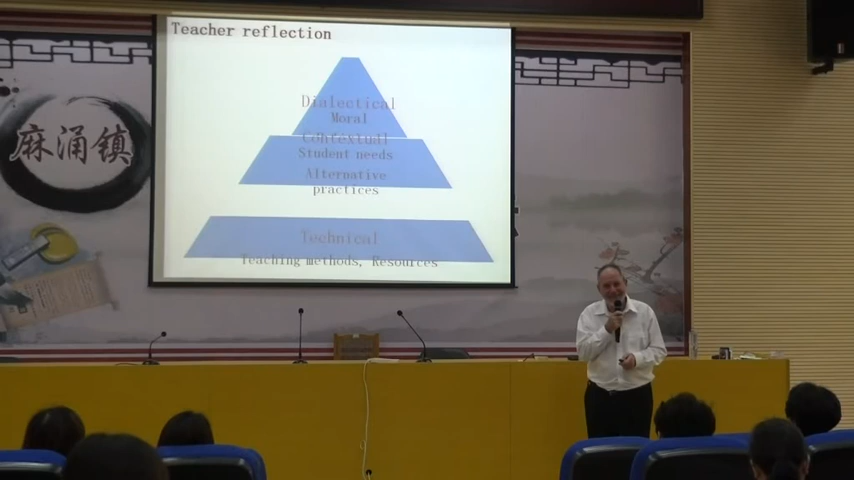 Teacher reflection
Dialectical
Moral
Contextual
Student needs
Alternative
practices
Technical
Teaching methods, Resources
麻涌镇